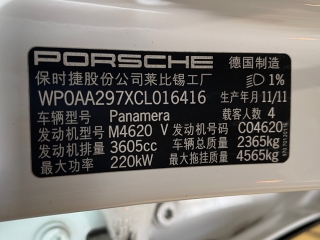 PORSCHE 德国制造
保时捷股份公司莱比锡工厂 1%
WP0AA297XCL016416 生产年月 11/11
车辆型号 Panamera 载客人数 4
发动机型号 M4620 V 发动机号码 C04620
发动机排量 3605cc 车辆总质量 2365kg
最大功率 220kW 最大拖挂质量 4565kg